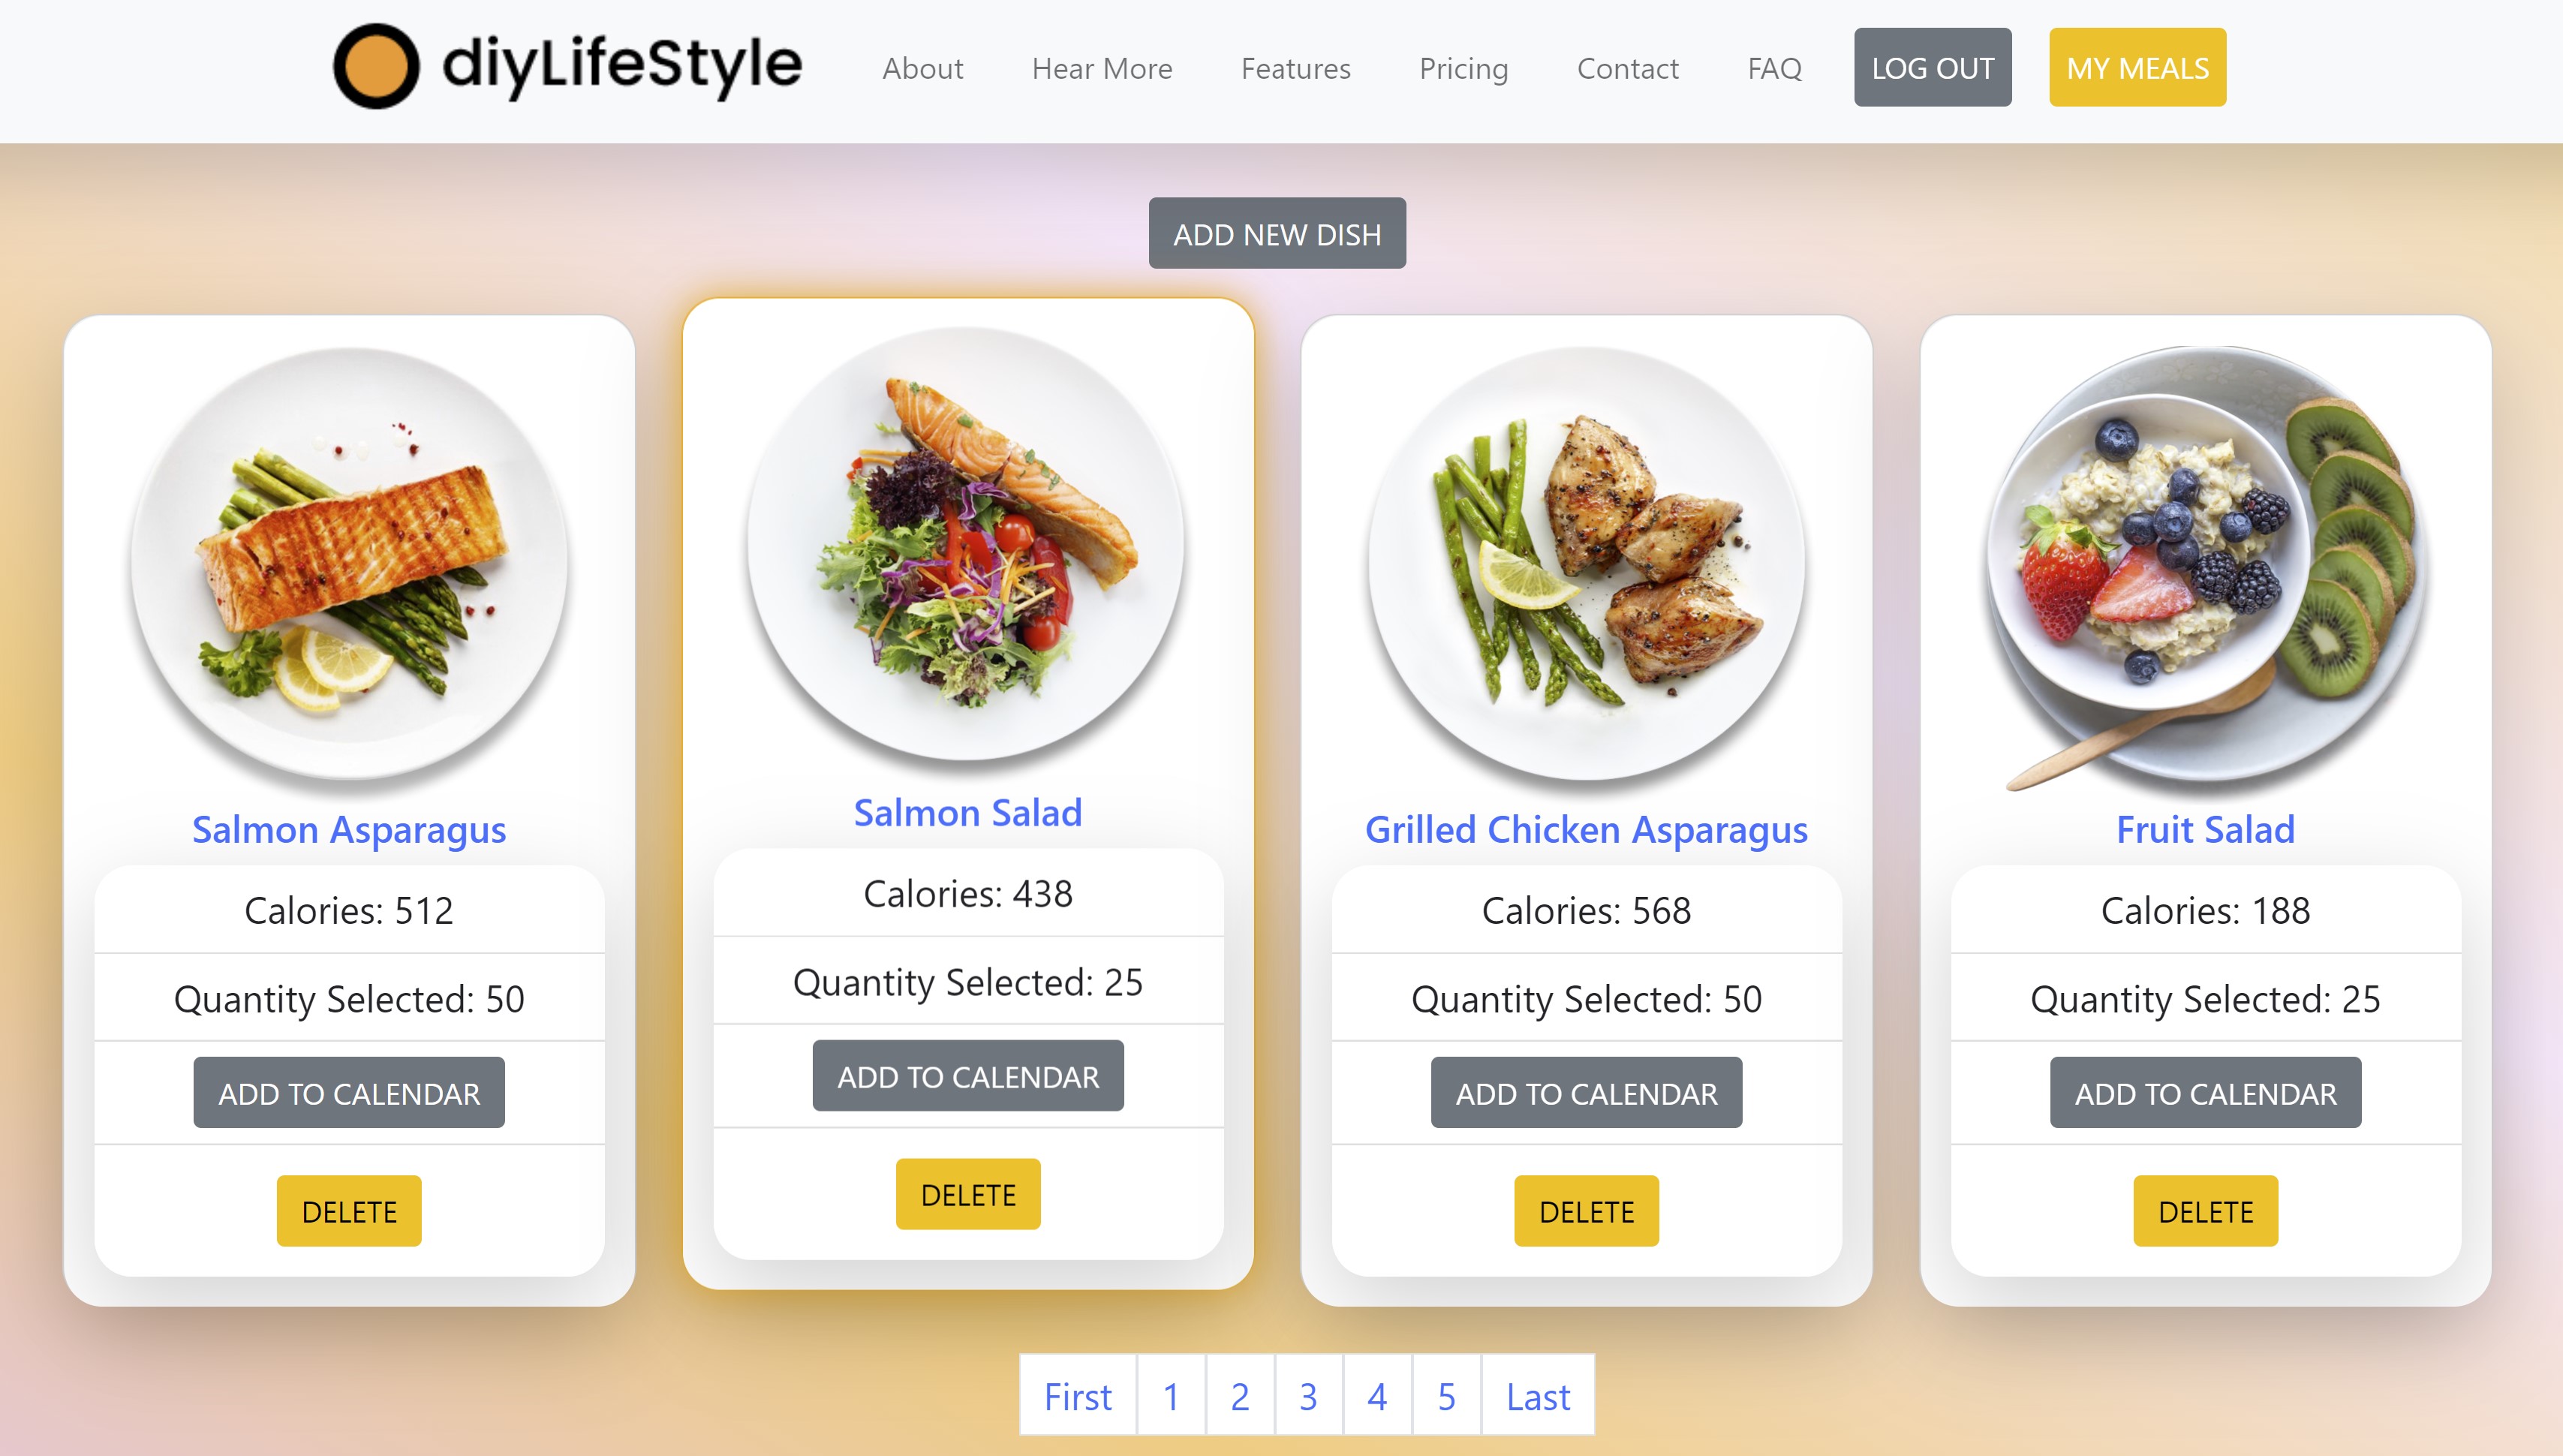 diyLifeStyle
About Hear More Features Pricing Contact FAQ LOG OUT MY MEALS
ADD NEW DISH
Salmon Asparagus
Calories: 512
Quantity Selected: 50
ADD TO CALENDAR
DELETE
Salmon Salad
Calories: 438
Quantity Selected: 25
ADD TO CALENDAR
DELETE
Grilled Chicken Asparagus
Calories: 568
Quantity Selected: 50
ADD TO CALENDAR
DELETE
Fruit Salad
Calories: 188
Quantity Selected: 25
ADD TO CALENDAR
DELETE
First 1 2 3 4 5 Last